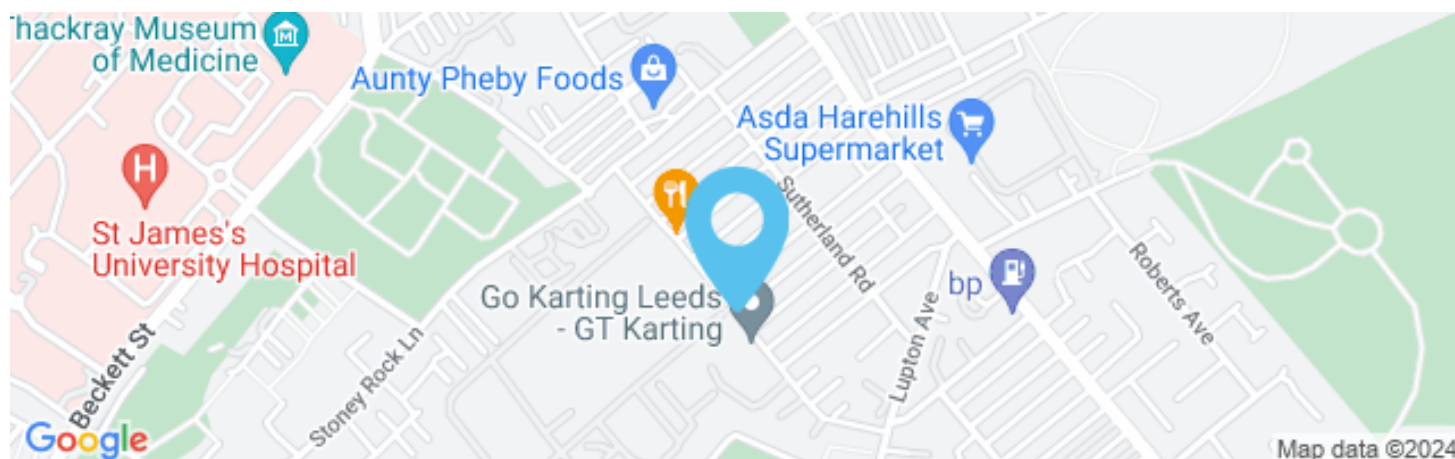 hackray Museum
of Medicine
Aunty Pheby Foods
Asda Harehills
Supermarket
H
St James's
University Hospital
Sutherland Rd
Go Karting Leeds
- GT Karting
bp
Roberts Ave
Lupton Ave
Beckett St
Stoney Rock Ln
Google
Map data ©2024